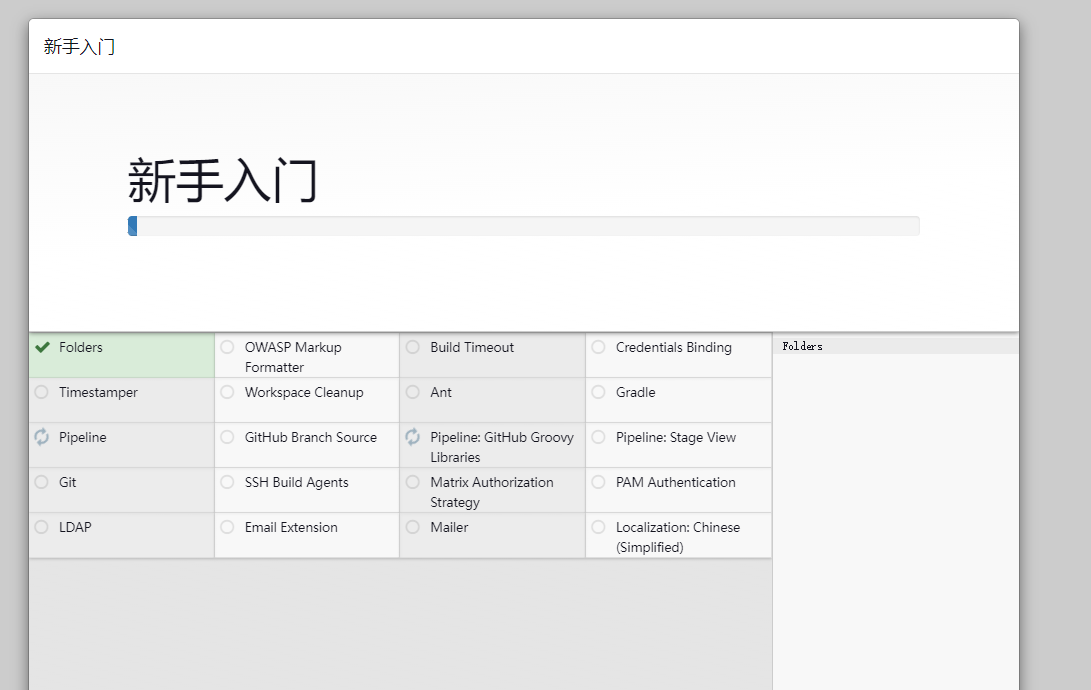 新手入门
新手入门
Folders
OWASP Markup
Formatter
Build Timeout
Credentials Binding
Folders
Timestamper
Workspace Cleanup
Ant
Gradle
Pipeline
GitHub Branch Source
Pipeline: GitHub Groovy
Libraries
Pipeline: Stage View
Git
SSH Build Agents
Matrix Authorization
Strategy
PAM Authentication
LDAP
Email Extension
Mailer
Localization: Chinese
(Simplified)